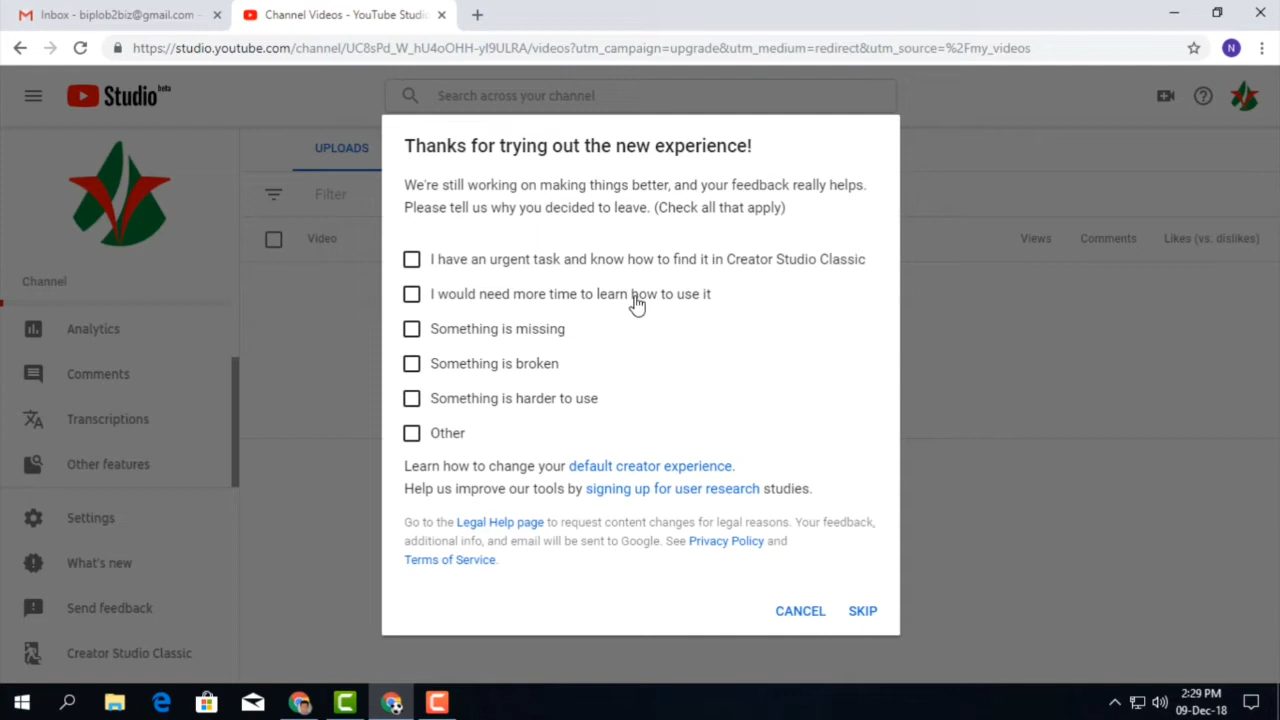 Inbox - biplob2biz@gmail.com -
Channel Videos - YouTube Studio
https://studio.youtube.com/channel/UC8sPd_W_hU4oOHH-yI9ULRA/videos?utm_campaign=upgrade&utm_medium=redirect&utm_source=%2Fmy_videos
N
Studio beta
Search across your channel
Thanks for trying out the new experience!
We're still working on making things better, and your feedback really helps.
Please tell us why you decided to leave. (Check all that apply)
I have an urgent task and know how to find it in Creator Studio Classic
I would need more time to learn how to use it
Something is missing
Something is broken
Something is harder to use
Other
Learn how to change your default creator experience.
Help us improve our tools by signing up for user research studies.
Go to the Legal Help page to request content changes for legal reasons. Your feedback,
additional info, and email will be sent to Google. See Privacy Policy and
Terms of Service.
CANCEL SKIP
UPLOADS
Filter
Video
Views Comments Likes (vs. dislikes)
Channel
Analytics
Comments
Transcriptions
Other features
Settings
What's new
Send feedback
Creator Studio Classic
2:29 PM
09-Dec-18